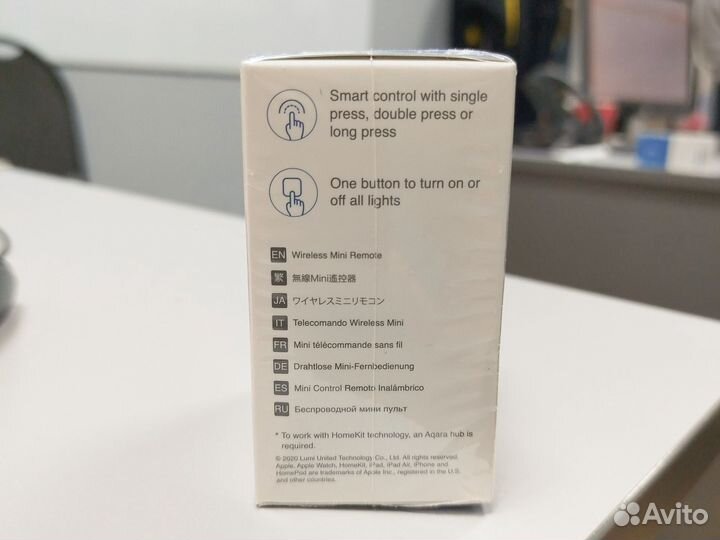 Smart control with single
press, double press or
long press
One button to turn on or
off all lights
EN Wireless Mini Remote
繁 無線Mini遙控器
JA ワイヤレスミニリモコン
IT Telecomando Wireless Mini
FR Mini télécommande sans fil
DE Drahtlose Mini-Fernbedienung
ES Mini Control Remoto Inalámbrico
RU Беспроводной мини пульт
* To work with HomeKit technology, an Aqara hub is
required.
© 2020 Lumi United Technology Co., Ltd. All rights reserved.
Apple, Apple Watch, HomeKit, iPad, iPad Air, iPhone and
HomePod are trademarks of Apple Inc., registered in the U.S.
and other countries.
Avito